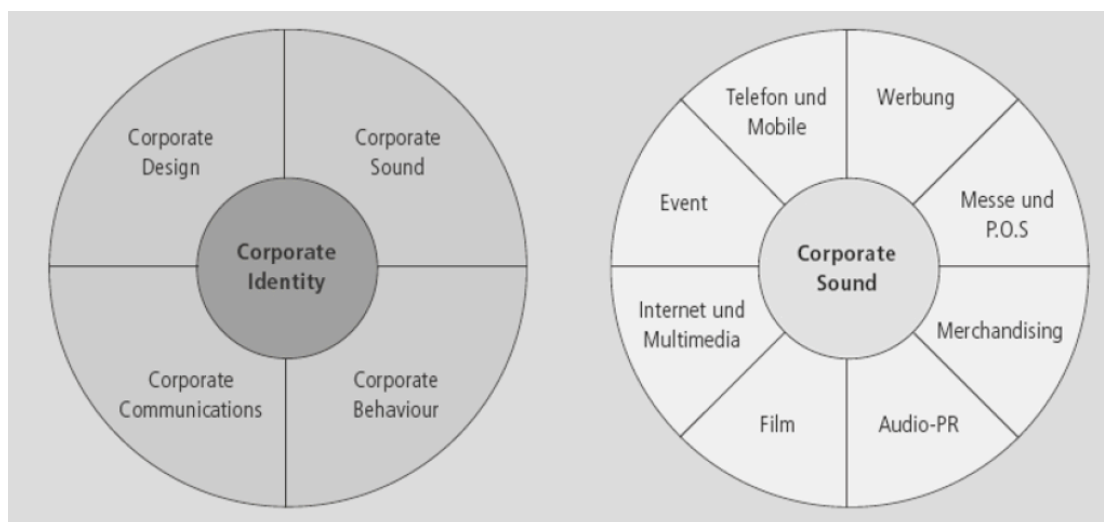 Corporate
Design
Corporate
Sound
Corporate
Identity
Corporate
Communications
Corporate
Behaviour
Telefon und
Mobile
Werbung
Event
Messe und
P.O.S
Corporate
Sound
Internet und
Multimedia
Merchandising
Film
Audio-PR